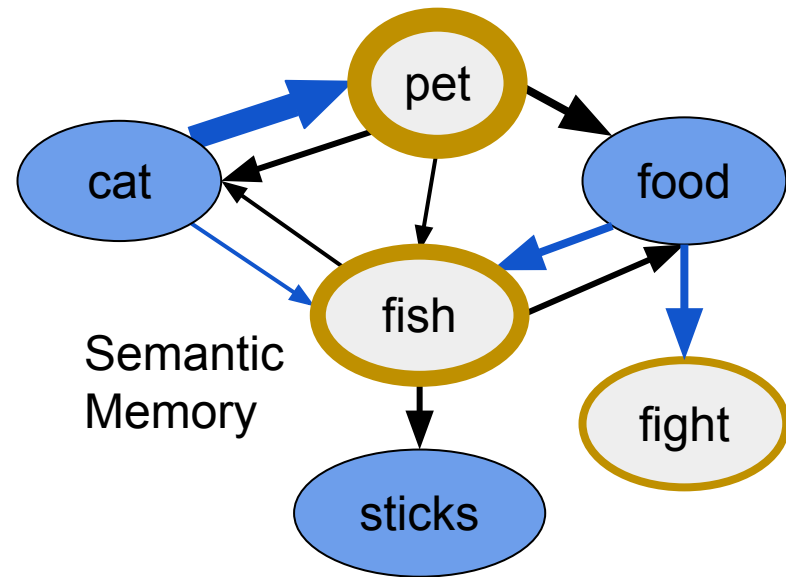 pet
cat
food
fish
Semantic
Memory
fight
sticks